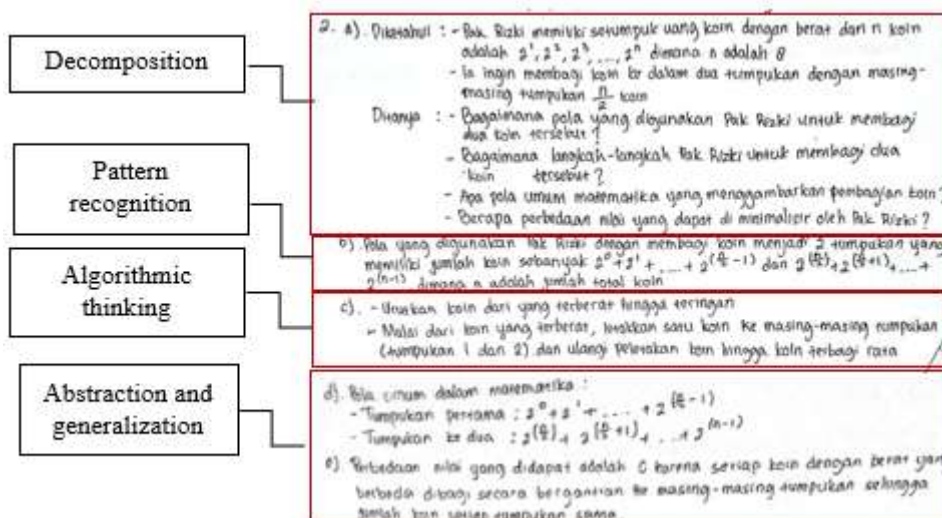 Decomposition
Pattern
recognition
Algorithmic
thinking
Abstraction and
generalization
2. a). Diketahui : - Pak Rizki memiliki setumpuk uang koin dengan berat dari n koin
adalah 2¹, 2², 2³, ..., 2ⁿ dimana n adalah 8
- Ia ingin membagi koin ke dalam dua tumpukan dengan masing-
masing tumpukan n/2 koin
Ditanya : - Bagaimana pola yang digunakan Pak Rizki untuk membagi
dua koin tersebut ?
- Bagaimana langkah-langkah Pak Rizki untuk membagi dua
koin tersebut ?
- Apa pola umum matematika yang menggambarkan pembagian koin ?
- Berapa perbedaan nilai yang dapat di minimalisir oleh Pak Rizki ?
b). Pola yang digunakan Pak Rizki dengan membagi koin menjadi 2 tumpukan yang
memiliki jumlah koin sebanyak 2⁰ + 2¹ + .... + 2^(n/2 - 1) dan 2^(n/2) + 2^(n/2 + 1) + .... +
2^(n-1) dimana n adalah jumlah total koin
c). - Urutkan koin dari yang terberat hingga teringan
- Mulai dari koin yang terberat, letakkan satu koin ke masing-masing tumpukan
(tumpukan 1 dan 2) dan ulangi peletakan koin hingga koin terbagi rata
d). Pola umum dalam matematika :
- Tumpukan pertama : 2⁰ + 2¹ + .... + 2^(n/2 - 1)
- Tumpukan ke dua : 2^(n/2) + 2^(n/2 + 1) + ... + 2^(n-1)
e) Perbedaan nilai yang didapat adalah karena setiap koin dengan berat yan
berbeda dibagi secara bergantian ke masing-masing tumpukan sehingga
jumlah koin setiap tumpukan sama